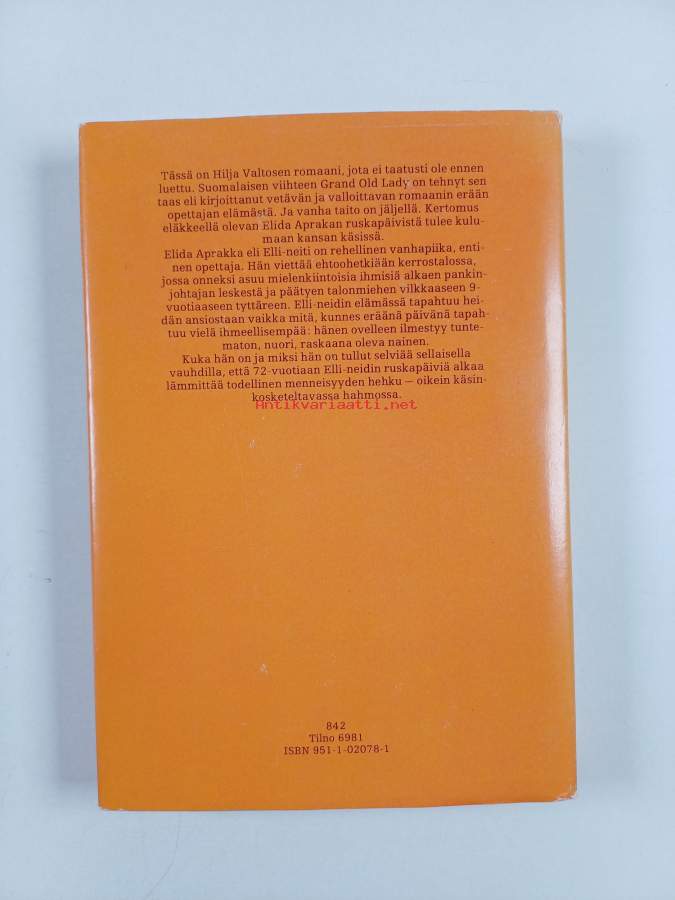 Tässä on Hilja Valtosen romaani, jota ei taatusti ole ennen
luettu. Suomalaisen viihteen Grand Old Lady on tehnyt sen
taas eli kirjoittanut vetävän ja valloittavan romaanin erään
opettajan elämästä. Ja vanha taito on jäljellä. Kertomus
eläkkeellä olevan Elida Aprakan ruskapäivistä tulee kulu-
maan kansan käsissä.
Elida Aprakka eli Elli-neiti on rehellinen vanhapiika, enti-
nen opettaja. Hän viettää ehtoohetkiään kerrostalossa,
jossa onneksi asuu mielenkiintoisia ihmisiä alkaen pankin-
johtajan leskestä ja päätyen talonmiehen vilkkaaseen 9-
vuotiaaseen tyttäreen. Elli-neidin elämässä tapahtuu hei-
dän ansiostaan vaikka mitä, kunnes eräänä päivänä tapah-
tuu vielä ihmeellisempää: hänen ovelleen ilmestyy tunte-
maton, nuori, raskaana oleva nainen.
Kuka hän on ja miksi hän on tullut selviää sellaisella
vauhdilla, että 72-vuotiaan Elli-neidin ruskapäiviä alkaa
lämmittää todellinen menneisyyden hehku — oikein käsin-
kosketeltavassa hahmossa.
Antikvariaatti.net
842
Tilno 6981
ISBN 951-1-02078-1